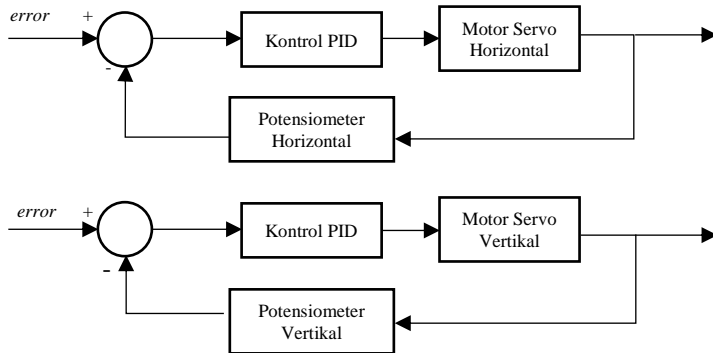 error
+
-
Kontrol PID
Motor Servo
Horizontal
Potensiometer
Horizontal
error
+
-
Kontrol PID
Motor Servo
Vertikal
Potensiometer
Vertikal